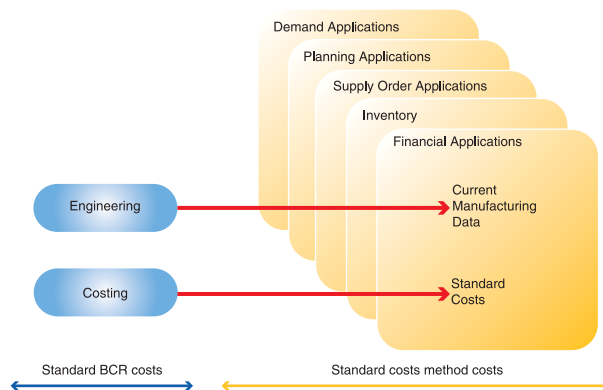 Demand Applications
Planning Applications
Supply Order Applications
Inventory
Financial Applications
Engineering
Current
Manufacturing
Data
Costing
Standard
Costs
Standard BCR costs
Standard costs method costs